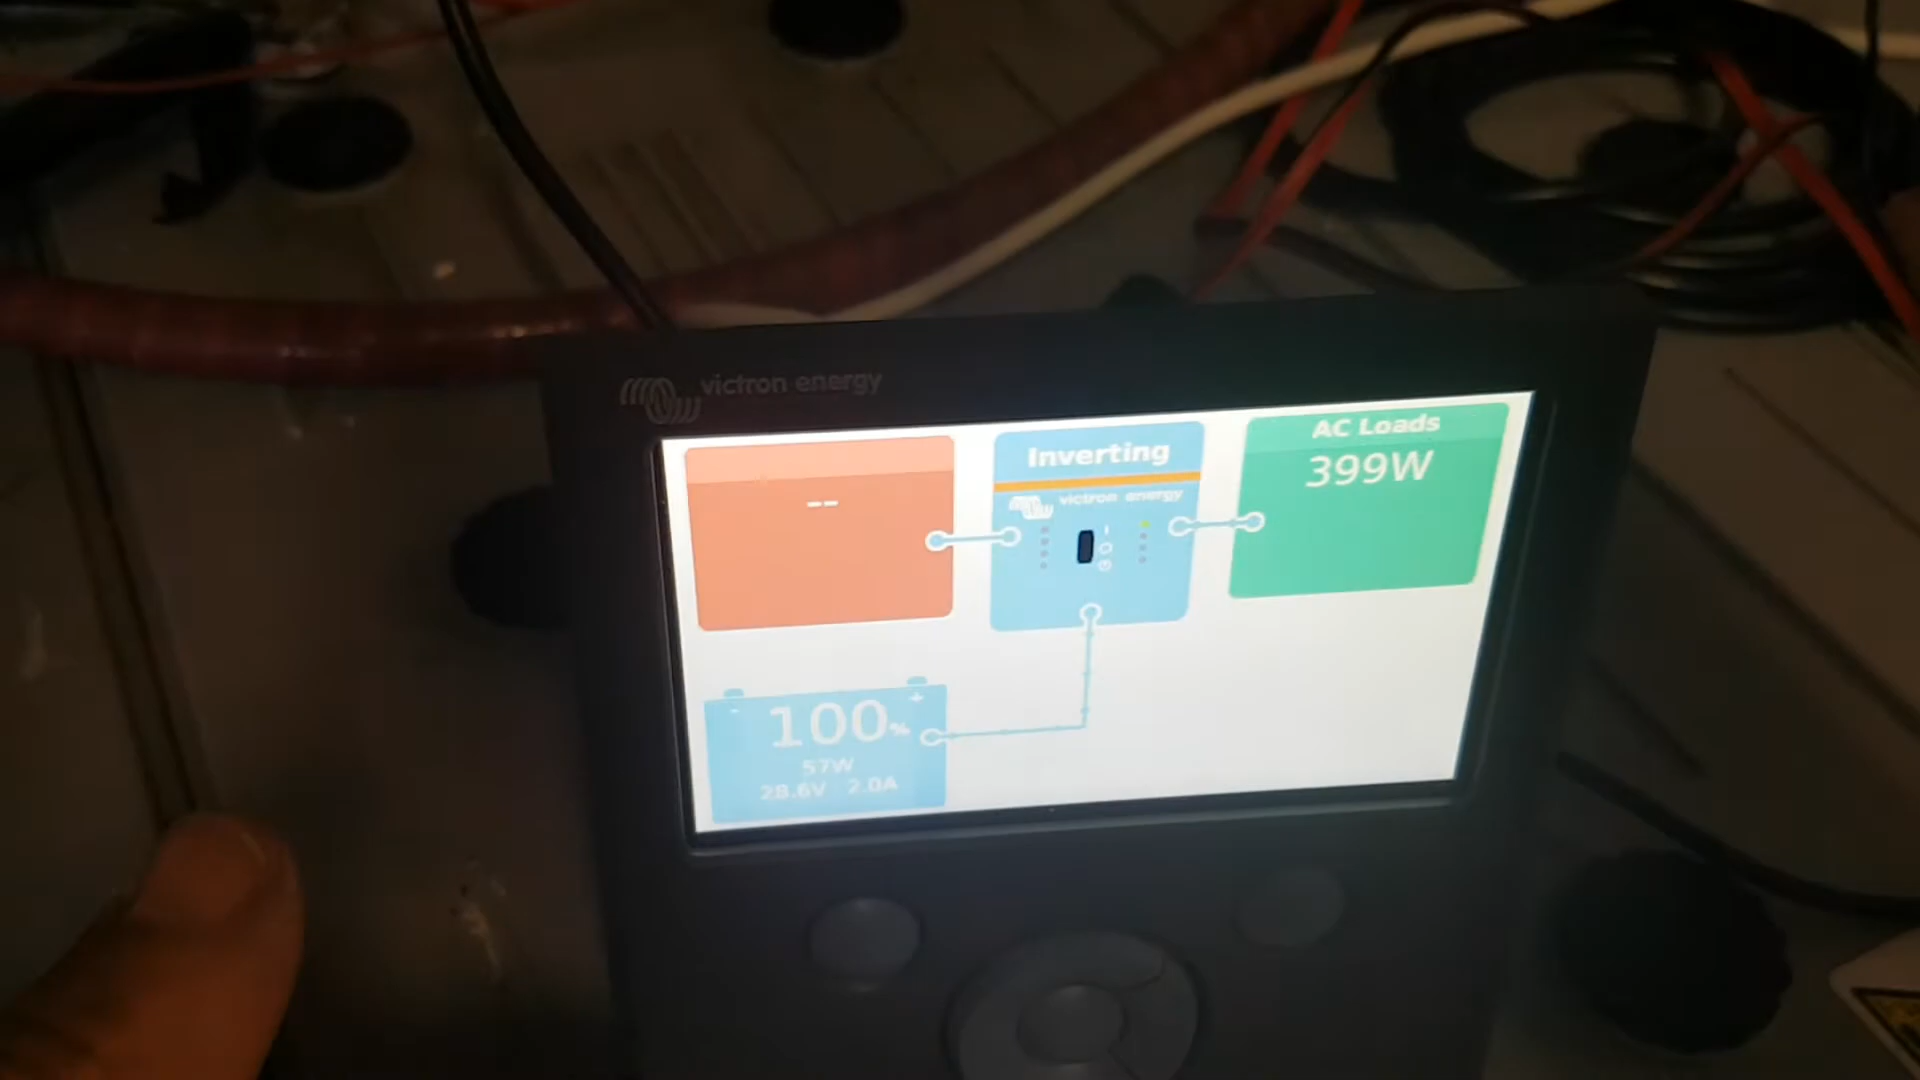 victron energy
--
Inverting
victron energy
AC Loads
399W
- +
100%
57W
28.6V 2.0A